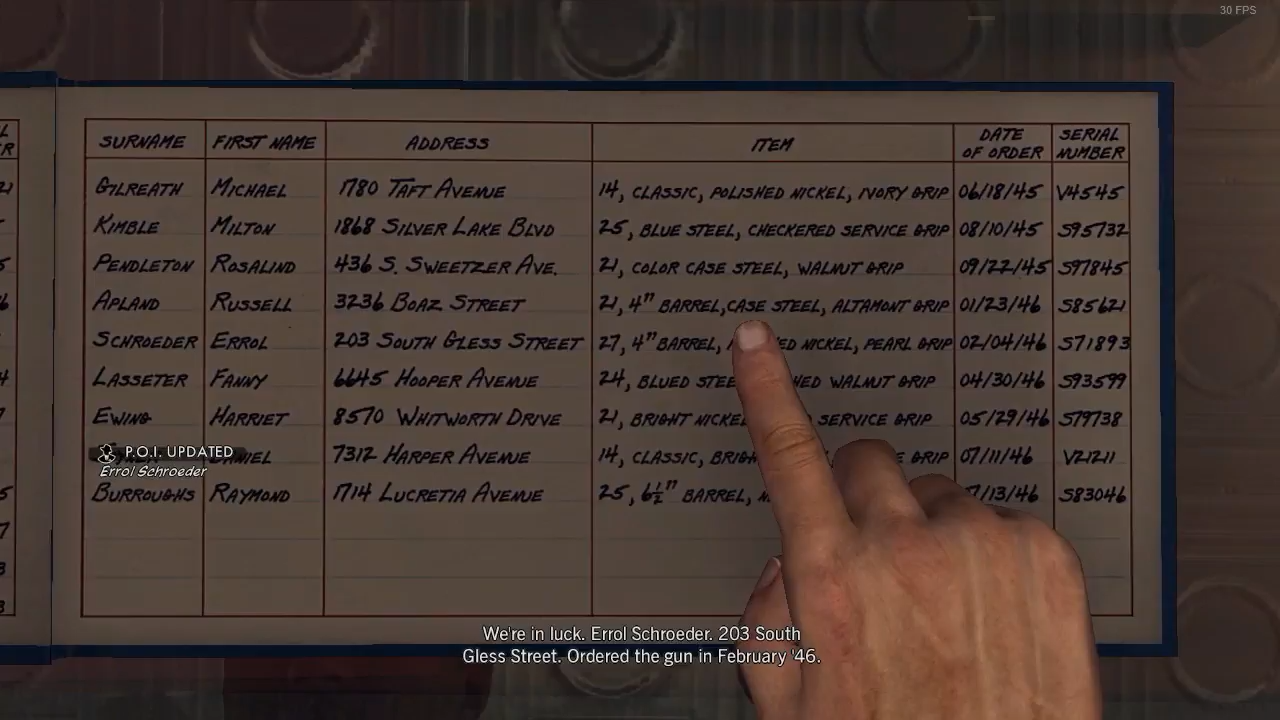 30 FPS
SURNAME FIRST NAME ADDRESS ITEM DATE OF ORDER SERIAL NUMBER
GILREATH MICHAEL 1780 TAFT AVENUE 14, CLASSIC, POLISHED NICKEL, IVORY GRIP 06/18/45 V4545
KIMBLE MILTON 1868 SILVER LAKE BLVD 25, BLUE STEEL, CHECKERED SERVICE GRIP 08/10/45 S95732
PENDLETON ROSALIND 436 S. SWEETZER AVE. 21, COLOR CASE STEEL, WALNUT GRIP 09/22/45 S97845
APLAND RUSSELL 3236 BOAZ STREET 21, 4" BARREL, CASE STEEL, ALTAMONT GRIP 01/23/46 S85621
SCHROEDER ERROL 203 SOUTH GLESS STREET 27, 4" BARREL, NICKEL, PEARL GRIP 02/04/46 S71893
LASSETER FANNY 6645 HOOPER AVENUE 24, BLUED WALNUT GRIP 04/30/46 S93599
EWING HARRIET 8570 WHITWORTH DRIVE 21, BRIGHT NICKEL SERVICE GRIP 05/29/46 S79738
7312 HARPER AVENUE 14, CLASSIC, GRIP 07/11/46 V21211
P.O.I. UPDATED
Errol Schroeder
BURROUGHS RAYMOND 1714 LUCRETIA AVENUE 25, 6½" BARREL, S83046
We're in luck. Errol Schroeder. 203 South
Gless Street. Ordered the gun in February '46.